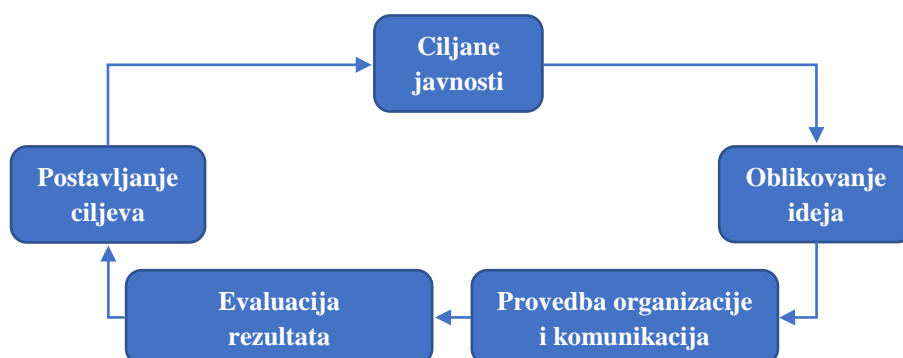 Ciljane
javnosti
Postavljanje
ciljeva
Oblikovanje
ideja
Evaluacija
rezultata
Provedba organizacije
i komunikacija